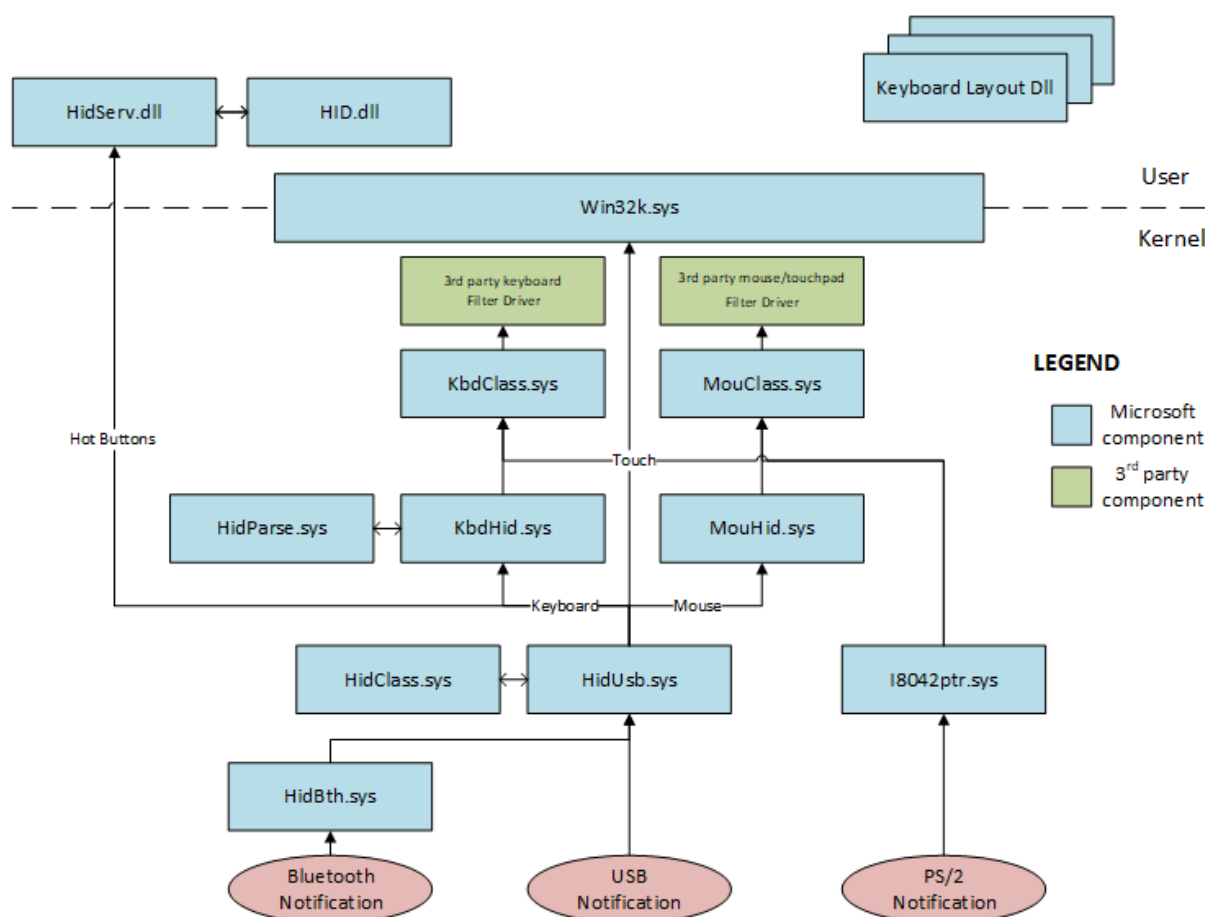 HidServ.dll
HID.dll
Keyboard Layout Dll
User
Win32k.sys
Kernel
3rd party keyboard
Filter Driver
3rd party mouse/touchpad
Filter Driver
KbdClass.sys
MouClass.sys
LEGEND
Microsoft
component
3rd party
component
Hot Buttons
Touch
HidParse.sys
KbdHid.sys
MouHid.sys
Keyboard
Mouse
HidClass.sys
HidUsb.sys
I8042ptr.sys
HidBth.sys
Bluetooth
Notification
USB
Notification
PS/2
Notification